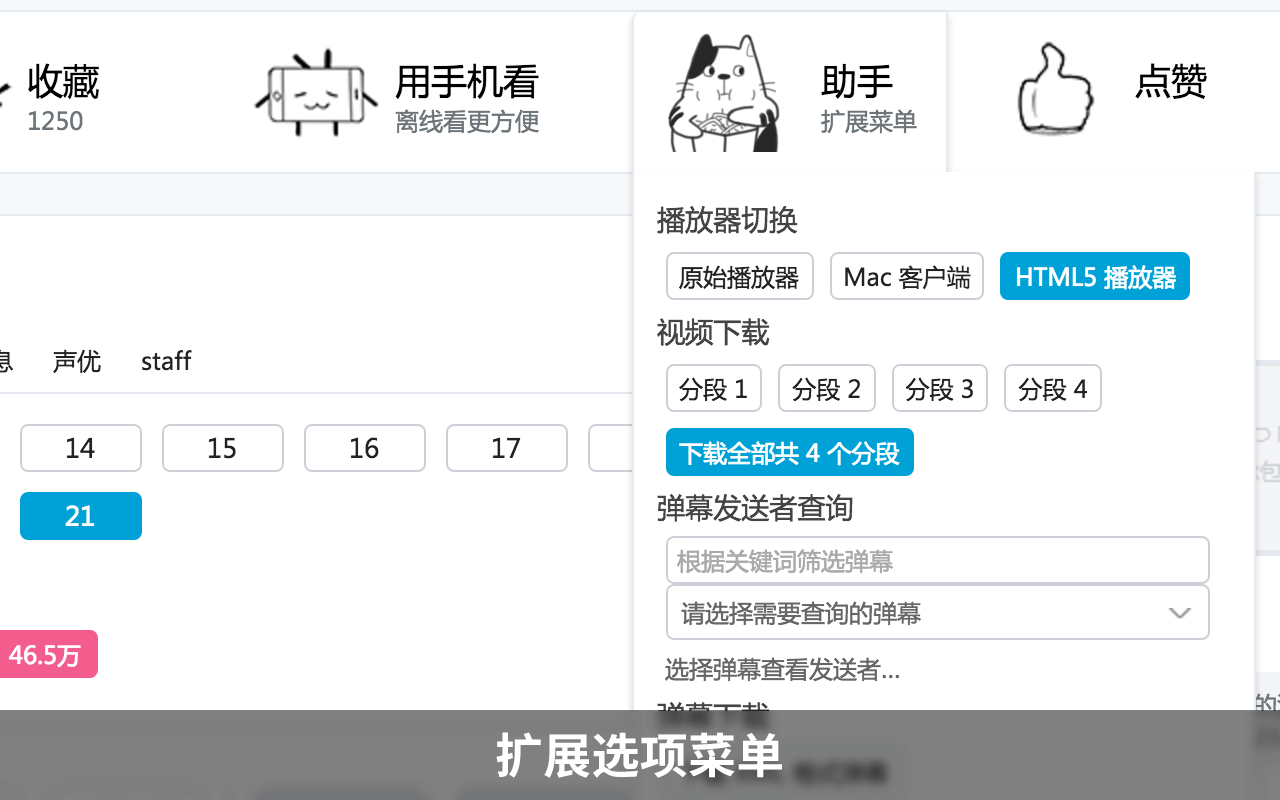 收藏
1250
用手机看
离线看更方便
助手
扩展菜单
点赞
播放器切换
原始播放器 Mac 客户端 HTML5 播放器
视频下载
分段 1 分段 2 分段 3 分段 4
下载全部共 4 个分段
弹幕发送者查询
根据关键词筛选弹幕
请选择需要查询的弹幕
选择弹幕查看发送者...
弹幕下载
息 声优 staff
14 15 16 17
21
46.5万
的
扩展选项菜单